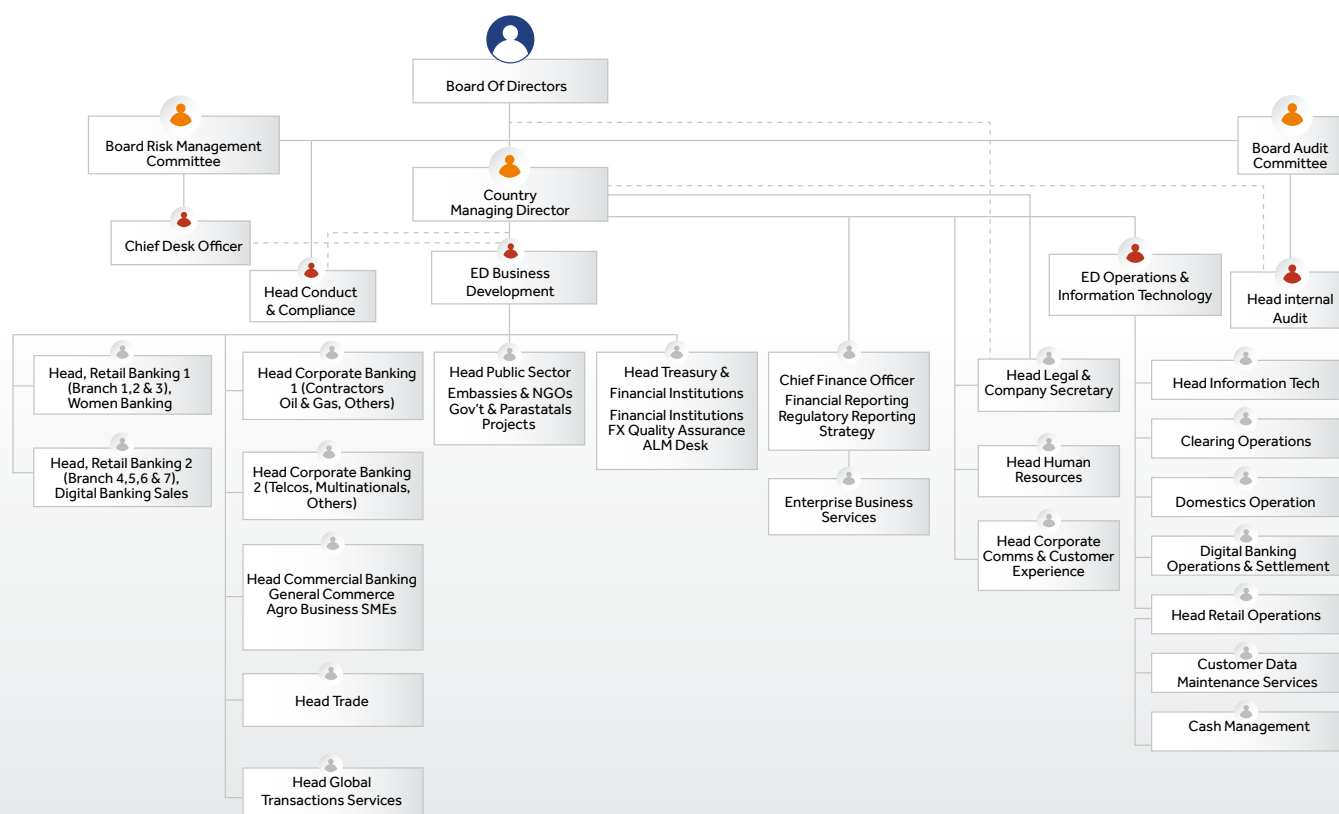 Board Of Directors
Board Risk Management
Committee
Board Audit
Committee
Country
Managing Director
Chief Desk Officer
Head Conduct
& Compliance
ED Business
Development
ED Operations &
Information Technology
Head internal
Audit
Head, Retail Banking 1
(Branch 1,2 & 3),
Women Banking
Head, Retail Banking 2
(Branch 4,5,6 & 7),
Digital Banking Sales
Head Corporate Banking
1 (Contractors
Oil & Gas, Others)
Head Corporate Banking
2 (Telcos, Multinationals,
Others)
Head Commercial Banking
General Commerce
Agro Business SMEs
Head Trade
Head Global
Transactions Services
Head Public Sector
Embassies & NGOs
Gov't & Parastatals
Projects
Head Treasury &
Financial Institutions
Financial Institutions
FX Quality Assurance
ALM Desk
Chief Finance Officer
Financial Reporting
Regulatory Reporting
Strategy
Enterprise Business
Services
Head Legal &
Company Secretary
Head Human
Resources
Head Corporate
Comms & Customer
Experience
Head Information Tech
Clearing Operations
Domestics Operation
Digital Banking
Operations & Settlement
Head Retail Operations
Customer Data
Maintenance Services
Cash Management